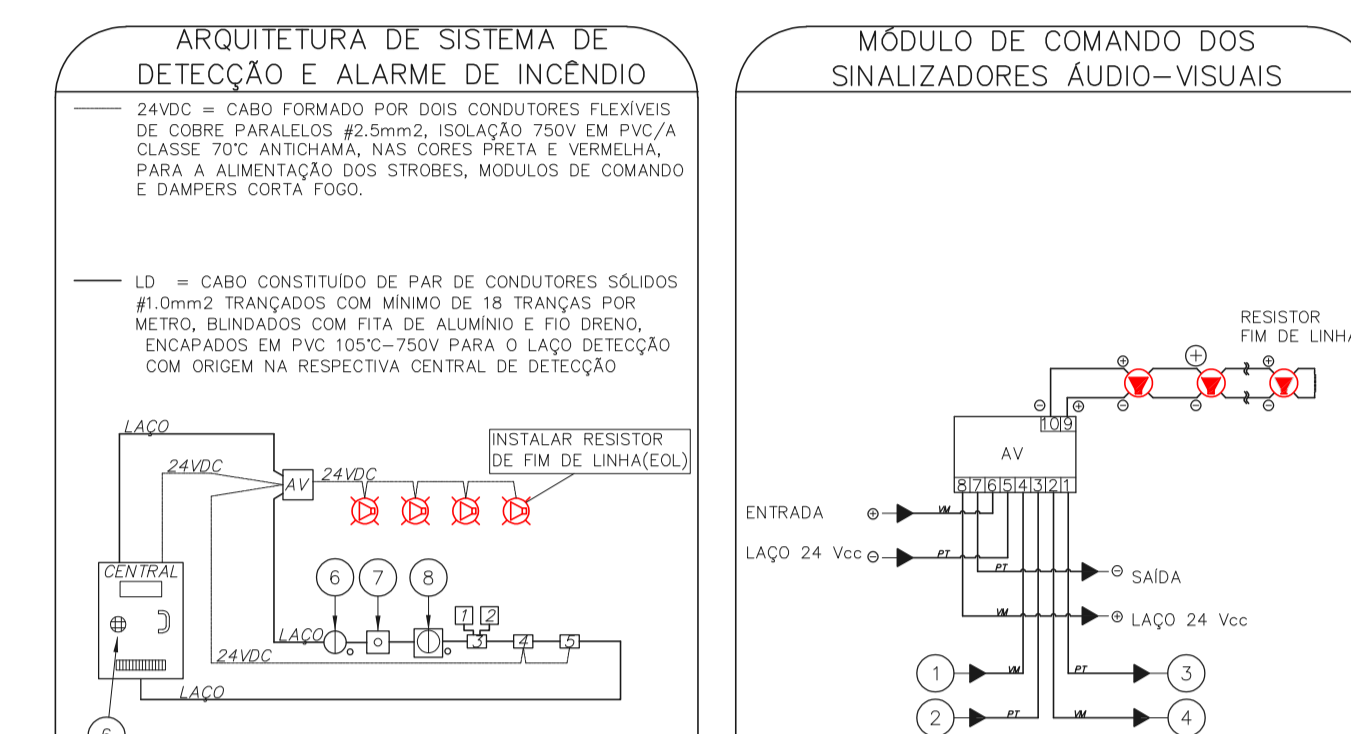 ARQUITETURA DE SISTEMA DE
DETECÇÃO E ALARME DE INCÊNDIO
24VDC = CABO FORMADO POR DOIS CONDUTORES FLEXÍVEIS
DE COBRE PARALELOS #2.5mm2, ISOLAÇÃO 750V EM PVC/A
CLASSE 70°C ANTICHAMA, NAS CORES PRETA E VERMELHA,
PARA A ALIMENTAÇÃO DOS STROBES, MODULOS DE COMANDO
E DAMPERS CORTA FOGO.
LD = CABO CONSTITUÍDO DE PAR DE CONDUTORES SÓLIDOS
#1.0mm2 TRANÇADOS COM MÍNIMO DE 18 TRANÇAS POR
METRO, BLINDADOS COM FITA DE ALUMÍNIO E FIO DRENO,
ENCAPADOS EM PVC 105°C-750V PARA O LAÇO DETECÇÃO
COM ORIGEM NA RESPECTIVA CENTRAL DE DETECÇÃO
LAÇO
24VDC
AV
24VDC
INSTALAR RESISTOR
DE FIM DE LINHA(EOL)
CENTRAL
6 7 8
1 2
LAÇO
3 4 5
24VDC
LAÇO
6
MÓDULO DE COMANDO DOS
SINALIZADORES ÁUDIO-VISUAIS
RESISTOR
FIM DE LINHA
+ + +
- - -
- +
10 9
AV
8 7 6 5 4 3 2 1
ENTRADA + VM
LAÇO 24 Vcc - PT
PT - SAÍDA
VM + LAÇO 24 Vcc
1 VM PT 3
2 PT VM 4